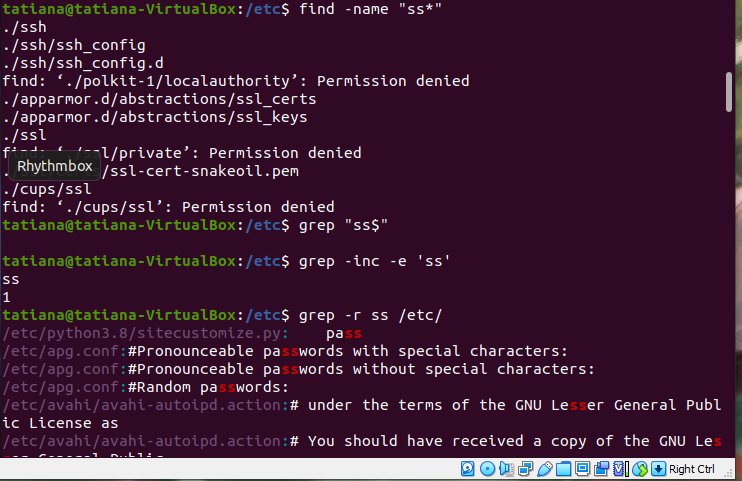 tatiana@tatiana-VirtualBox:/etc$ find -name "ss*"
./ssh
./ssh/ssh_config
./ssh/ssh_config.d
find: ‘./polkit-1/localauthority’: Permission denied
./apparmor.d/abstractions/ssl_certs
./apparmor.d/abstractions/ssl_keys
./ssl
find: ‘./ssl/private’: Permission denied
Rhythmbox
/ssl-cert-snakeoil.pem
./cups/ssl
find: ‘./cups/ssl’: Permission denied
tatiana@tatiana-VirtualBox:/etc$ grep "ss$"
tatiana@tatiana-VirtualBox:/etc$ grep -inc -e 'ss'
ss
1
tatiana@tatiana-VirtualBox:/etc$ grep -r ss /etc/
/etc/python3.8/sitecustomize.py:    pass
/etc/apg.conf:#Pronounceable passwords with special characters:
/etc/apg.conf:#Pronounceable passwords without special characters:
/etc/apg.conf:#Random passwords:
/etc/avahi/avahi-autoipd.action:# under the terms of the GNU Lesser General Publ
ic License as
/etc/avahi/avahi-autoipd.action:# You should have received a copy of the GNU Les
ser General Public
Right Ctrl